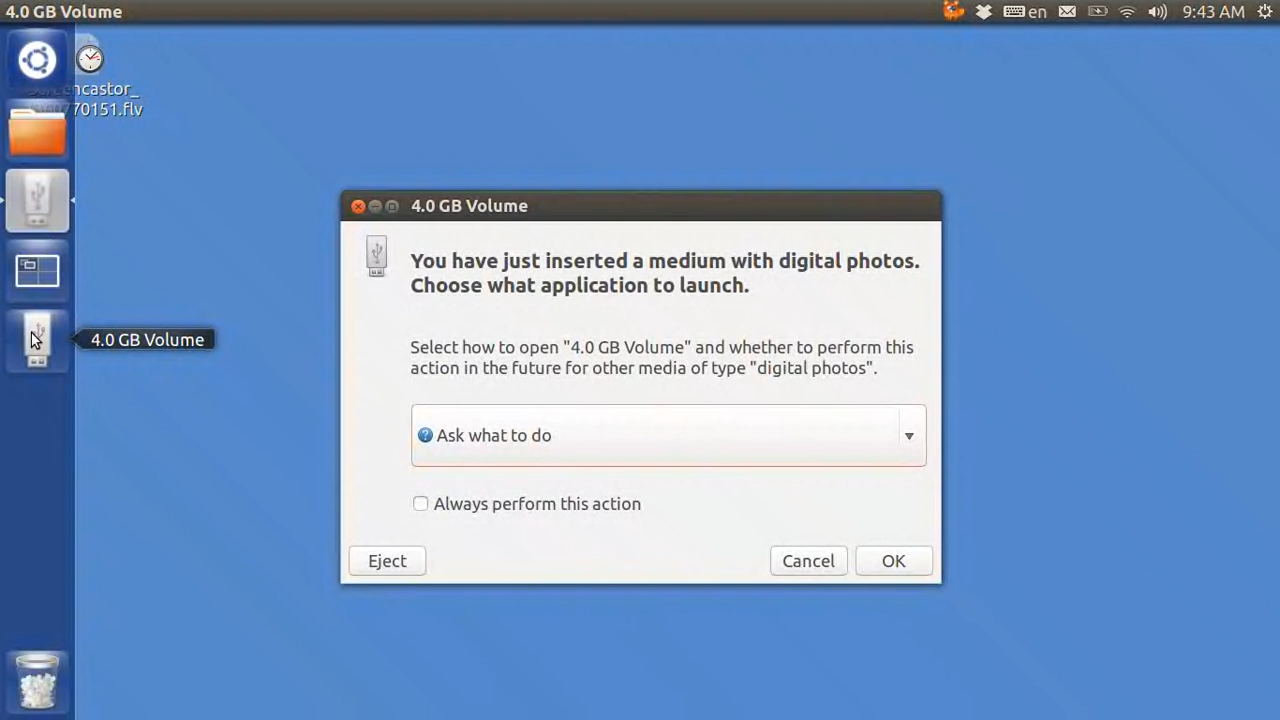 4.0 GB Volume
en
9:43 AM
770151.flv
4.0 GB Volume
You have just inserted a medium with digital photos.
Choose what application to launch.
Select how to open "4.0 GB Volume" and whether to perform this
action in the future for other media of type "digital photos".
Ask what to do
Always perform this action
Eject
Cancel
OK
4.0 GB Volume